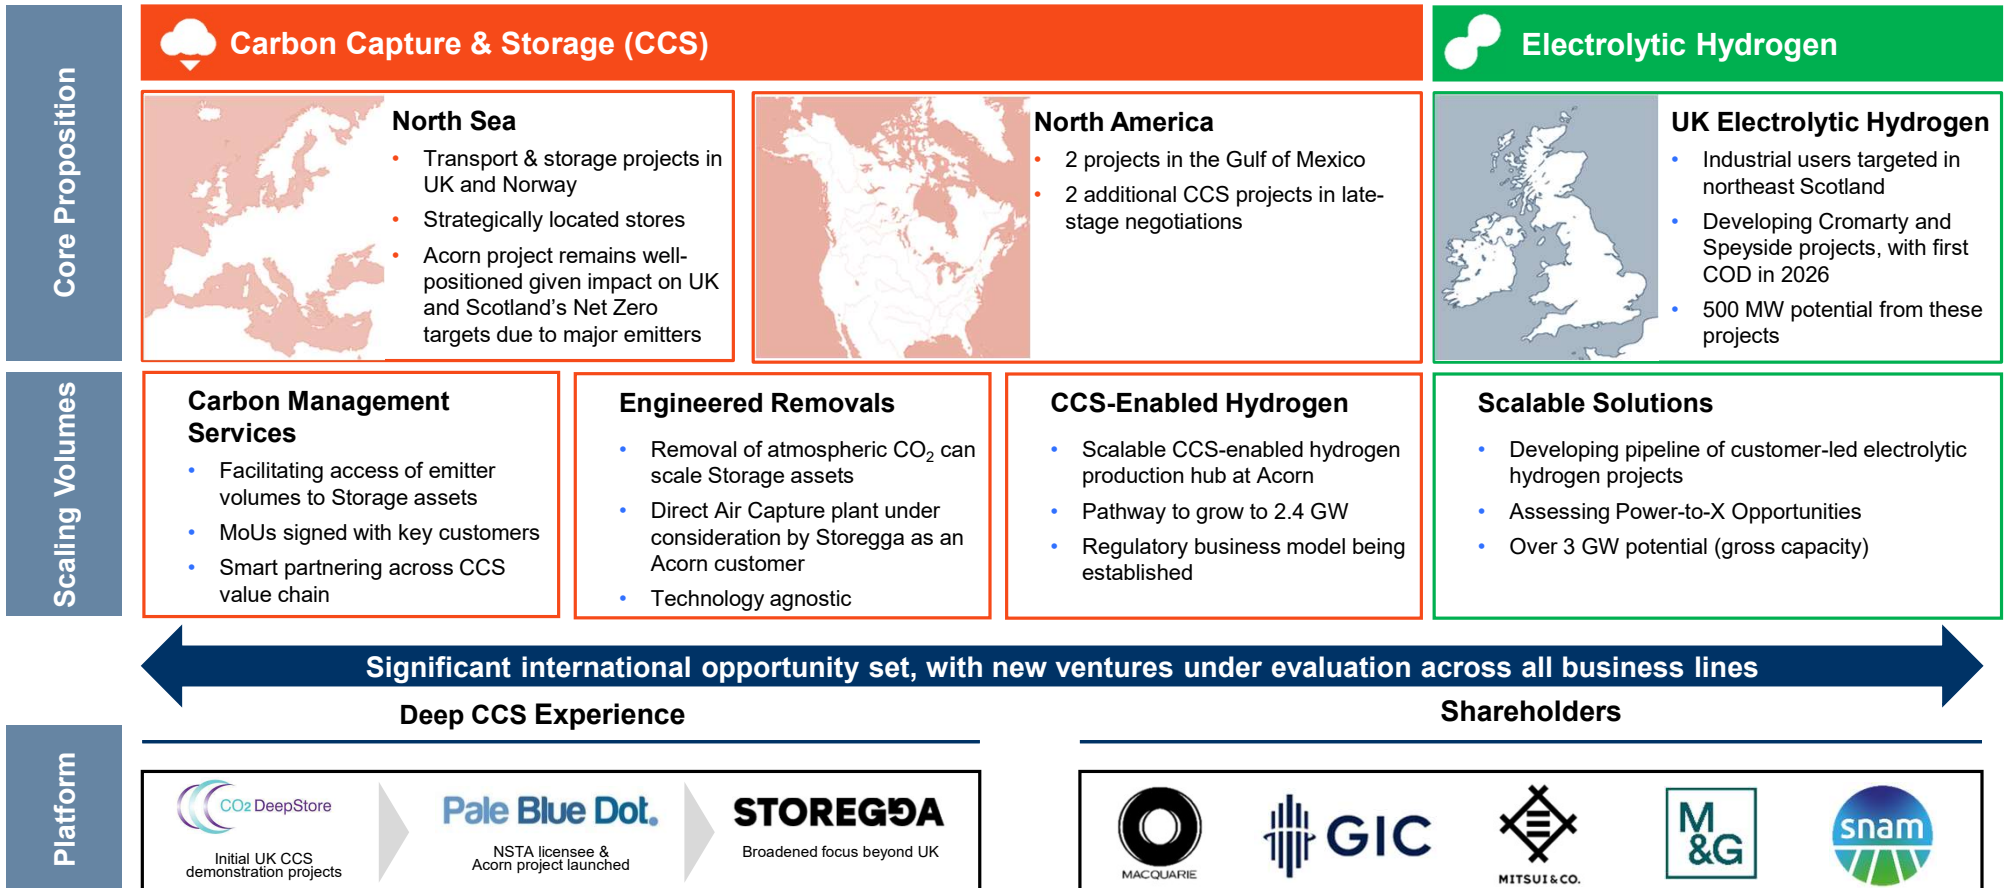 Core Proposition
Carbon Capture & Storage (CCS)
Electrolytic Hydrogen
North Sea
• Transport & storage projects in
UK and Norway
• Strategically located stores
• Acorn project remains well-
positioned given impact on UK
and Scotland's Net Zero
targets due to major emitters
North America
• 2 projects in the Gulf of Mexico
• 2 additional CCS projects in late-
stage negotiations
UK Electrolytic Hydrogen
• Industrial users targeted in
northeast Scotland
• Developing Cromarty and
Speyside projects, with first
COD in 2026
• 500 MW potential from these
projects
Scaling Volumes
Carbon Management
Services
• Facilitating access of emitter
volumes to Storage assets
• MoUs signed with key customers
• Smart partnering across CCS
value chain
Engineered Removals
• Removal of atmospheric CO₂ can
scale Storage assets
• Direct Air Capture plant under
consideration by Storegga as an
Acorn customer
• Technology agnostic
CCS-Enabled Hydrogen
• Scalable CCS-enabled hydrogen
production hub at Acorn
• Pathway to grow to 2.4 GW
• Regulatory business model being
established
Scalable Solutions
• Developing pipeline of customer-led electrolytic
hydrogen projects
• Assessing Power-to-X Opportunities
• Over 3 GW potential (gross capacity)
Significant international opportunity set, with new ventures under evaluation across all business lines
Platform
Deep CCS Experience
CO2 DeepStore
Initial UK CCS
demonstration projects
Pale Blue Dot.
NSTA licensee &
Acorn project launched
STOREGGA
Broadened focus beyond UK
Shareholders
MACQUARIE
GIC
MITSUI & CO.
M
&G
snam